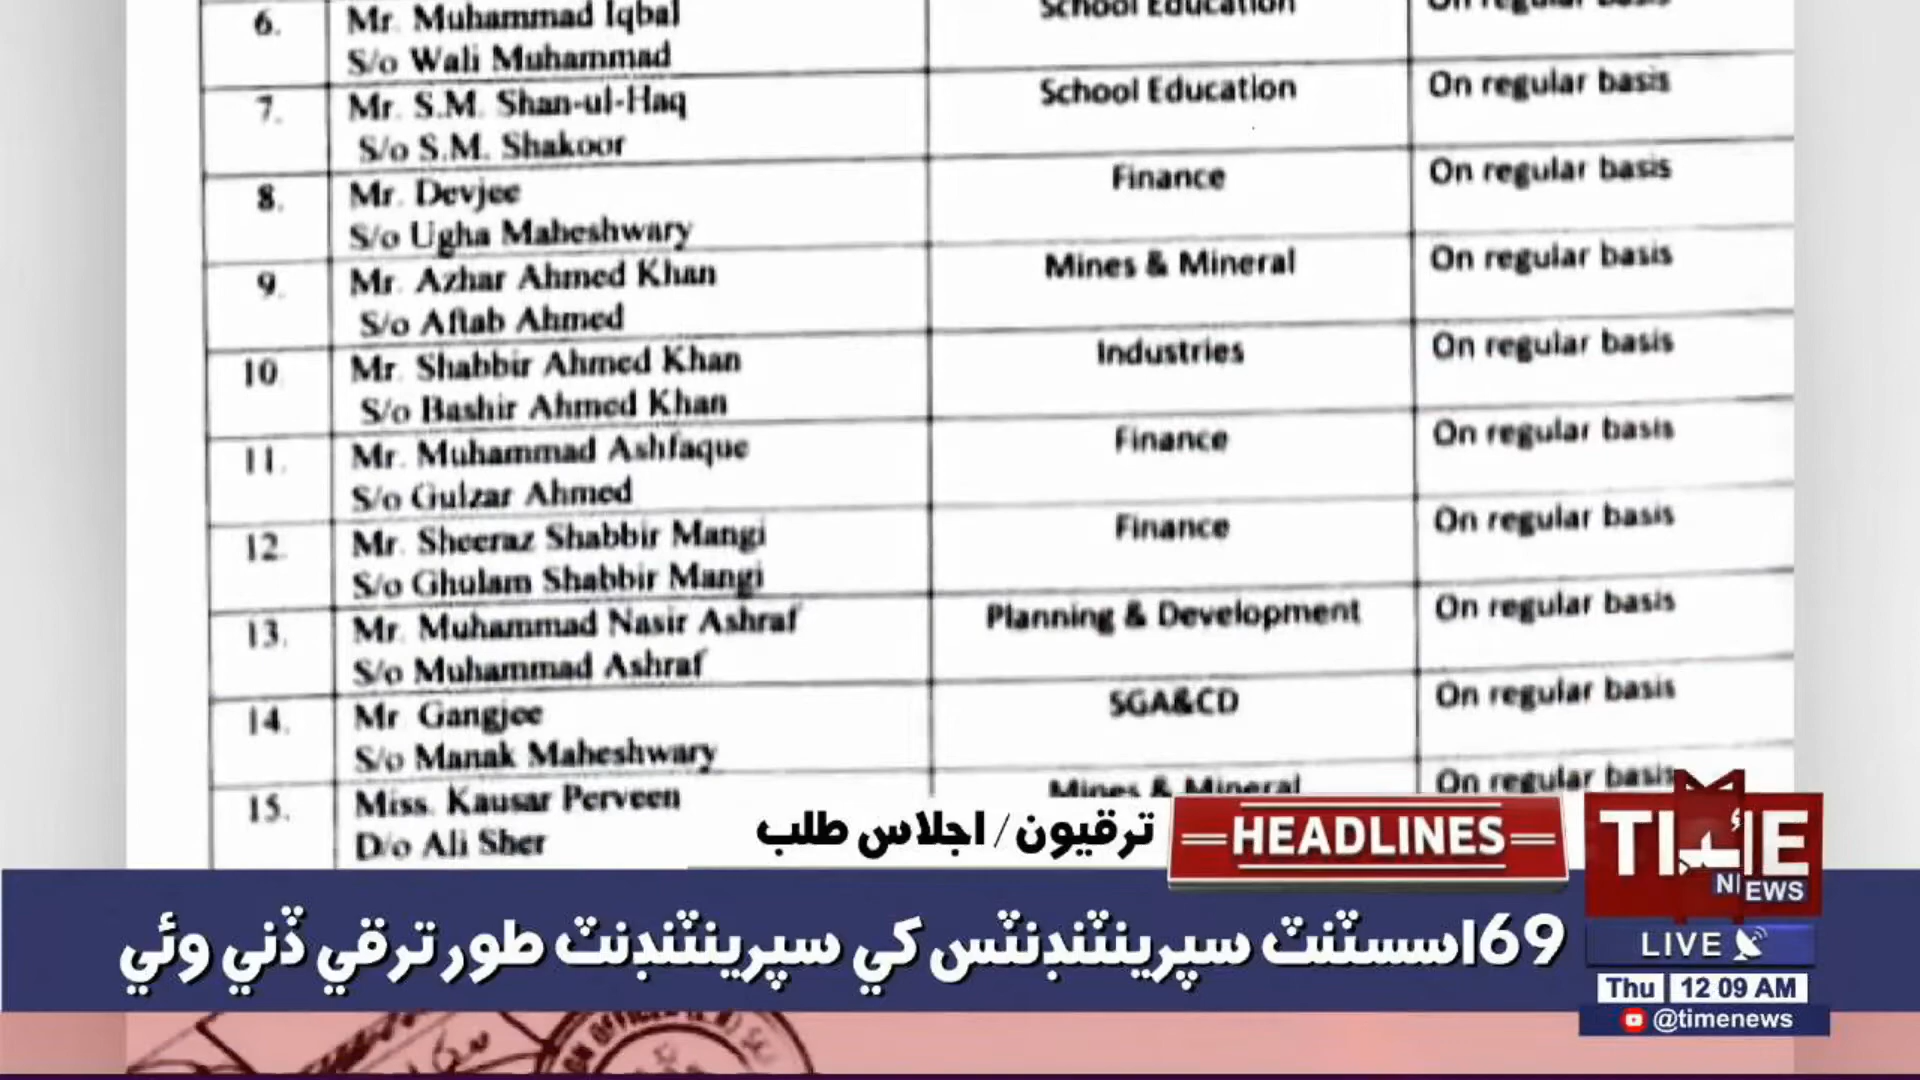 6. Mr. Muhammad Iqbal School Education On regular basis
S/o Wali Muhammad
7. Mr. S.M. Shan-ul-Haq School Education On regular basis
S/o S.M. Shakoor
8. Mr. Devjee Finance On regular basis
S/o Ugha Maheshwary
9. Mr. Azhar Ahmed Khan Mines & Mineral On regular basis
S/o Aftab Ahmed
10. Mr. Shabbir Ahmed Khan Industries On regular basis
S/o Bashir Ahmed Khan
11. Mr. Muhammad Ashfaque Finance On regular basis
S/o Gulzar Ahmed
12. Mr. Sheeraz Shabbir Mangi Finance On regular basis
S/o Ghulam Shabbir Mangi
13. Mr. Muhammad Nasir Ashraf Planning & Development On regular basis
S/o Muhammad Ashraf
14. Mr Gangjee SGA&CD On regular basis
S/o Manak Maheshwary
15. Miss. Kausar Perveen Mines & Mineral On regular basis
D/o Ali Sher
ترقيون/اجلاس طلب
HEADLINES
TIME
NEWS
69اسسٽنٽ سپرينٽنڊنٽس کي سپرينٽنڊنٽ طور ترقي ڏني وئي
LIVE
Thu 12 09 AM
@timenews